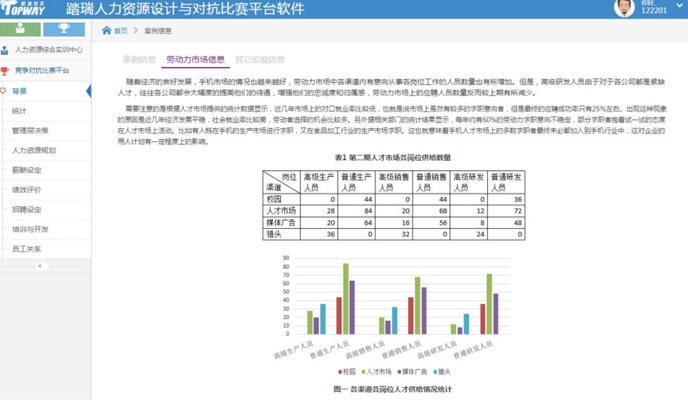 TOPWAY
踏瑞人力资源设计与对抗比赛平台软件
你好,
122201
首页 > 案例信息
人力资源综合实训中心
竞争对抗比赛平台
背景
统计
管理层决策
人力资源规划
薪酬设定
绩效评价
招聘设定
培训与开发
员工关系
案例信息 劳动力市场信息 其它宏观信息
随着经济的良好发展，手机市场的情况也越来越好，劳动力市场中各渠道内有意向从事各岗位工作的人员数量也有所增加。但是，高级研发人员由于对于各公司都是紧缺
人才，往往各公司都会大幅度的提高他们的待遇，增强他们的忠诚度和归属感，劳动力市场上的应聘人员数量反而较上期有所减少。
需要注意的是根据人才市场提供的统计数据显示，近几年市场上的对口就业率比较低，也就是说市场上虽然有较多的求职意向者，但是最终的应聘成功率只有25%左右。出现这种现象
的原因是近几年经济发展平稳，社会就业率比较高，劳动者选择的机会比较多。另外据相关部门的统计结果显示，每年约有60%的劳动力求职意向不稳定，部分求职者抱着试一试的态度
在人才市场上活动。比如有人既在手机的生产市场进行求职，又在食品加工行业的生产市场求职。这也就意味着手机人才市场上的多数求职者最终未必都加入到手机行业中，这对企业的
用人计划有一定程度上的影响。
表1 第二期人才市场各岗位供给数量
岗位 渠道 高级生产人员 普通生产人员 高级销售人员 普通销售人员 高级研发人员 普通研发人员
校园 0 44 0 44 0 36
人才市场 28 84 20 68 12 72
媒体广告 20 64 16 56 8 48
猎头 36 0 32 0 24 0
90
80
70
60
50
40
30
20
10
0
高级生产人员 普通生产人员 高级销售人员 普通销售人员 高级研发人员 普通研发人员
校园 人才市场 媒体广告 猎头
图一 各渠道各岗位人才供给情况统计